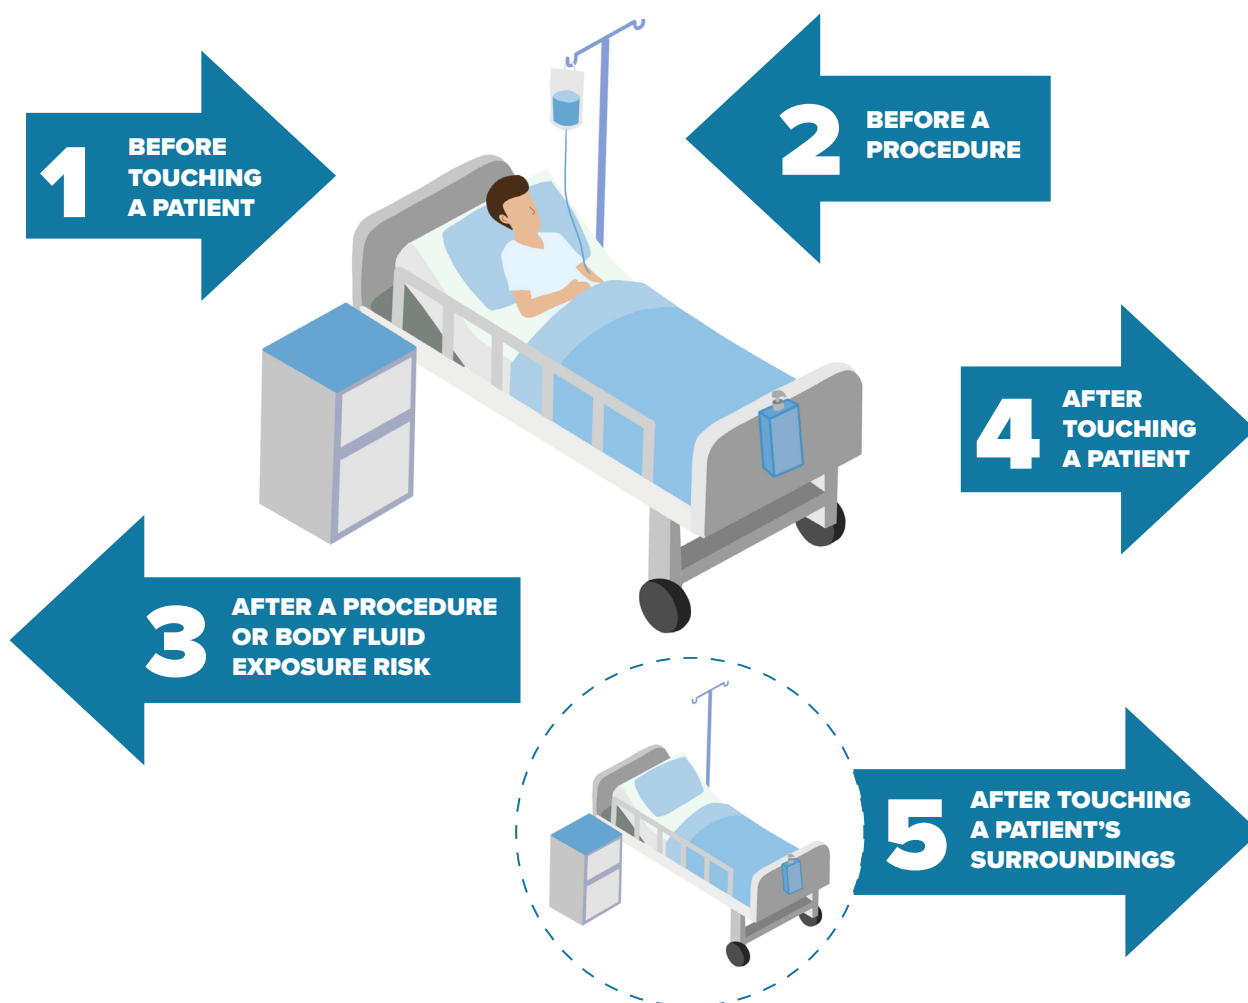 1
BEFORE
TOUCHING
A PATIENT
2
BEFORE A
PROCEDURE
3
AFTER A PROCEDURE
OR BODY FLUID
EXPOSURE RISK
4
AFTER
TOUCHING
A PATIENT
5
AFTER TOUCHING
A PATIENT’S
SURROUNDINGS